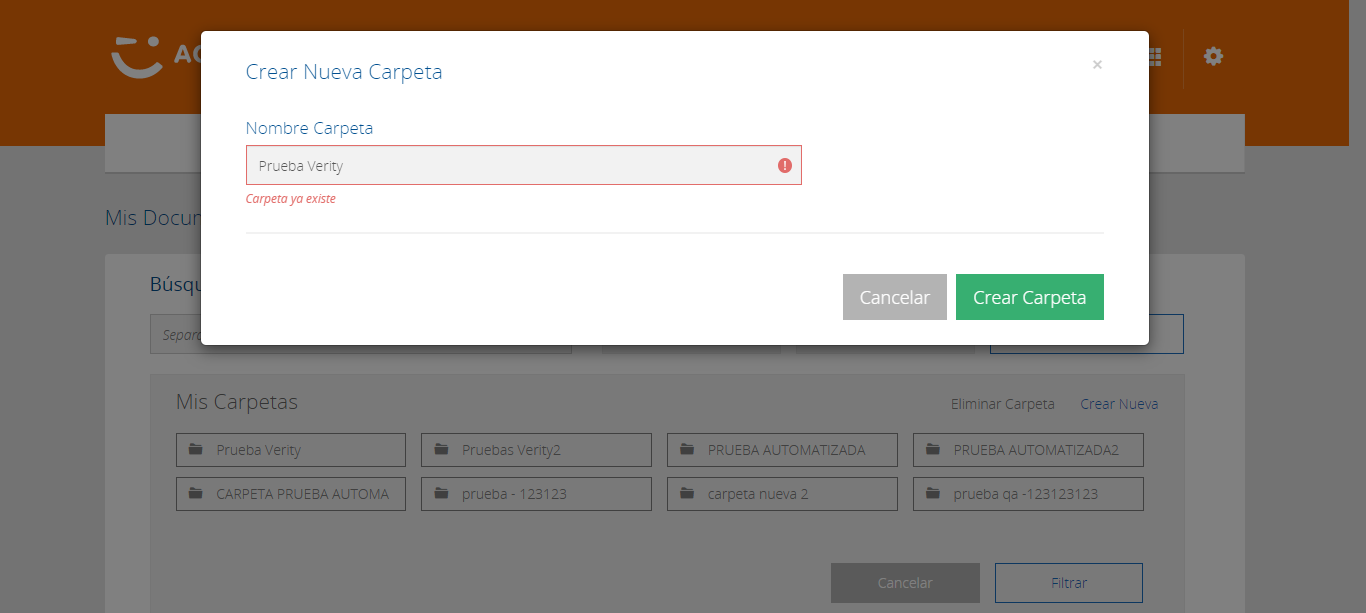 Crear Nueva Carpeta
×
Nombre Carpeta
Prueba Verity
Carpeta ya existe
Cancelar Crear Carpeta
Mis Carpetas
Eliminar Carpeta Crear Nueva
Prueba Verity Pruebas Verity2 PRUEBA AUTOMATIZADA PRUEBA AUTOMATIZADA2
CARPETA PRUEBA AUTOMA prueba - 123123 carpeta nueva 2 prueba qa -123123123
Cancelar Filtrar